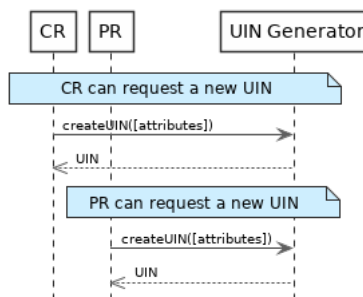 CR PR UIN Generator
CR can request a new UIN
createUIN([attributes])
UIN
PR can request a new UIN
createUIN([attributes])
UIN